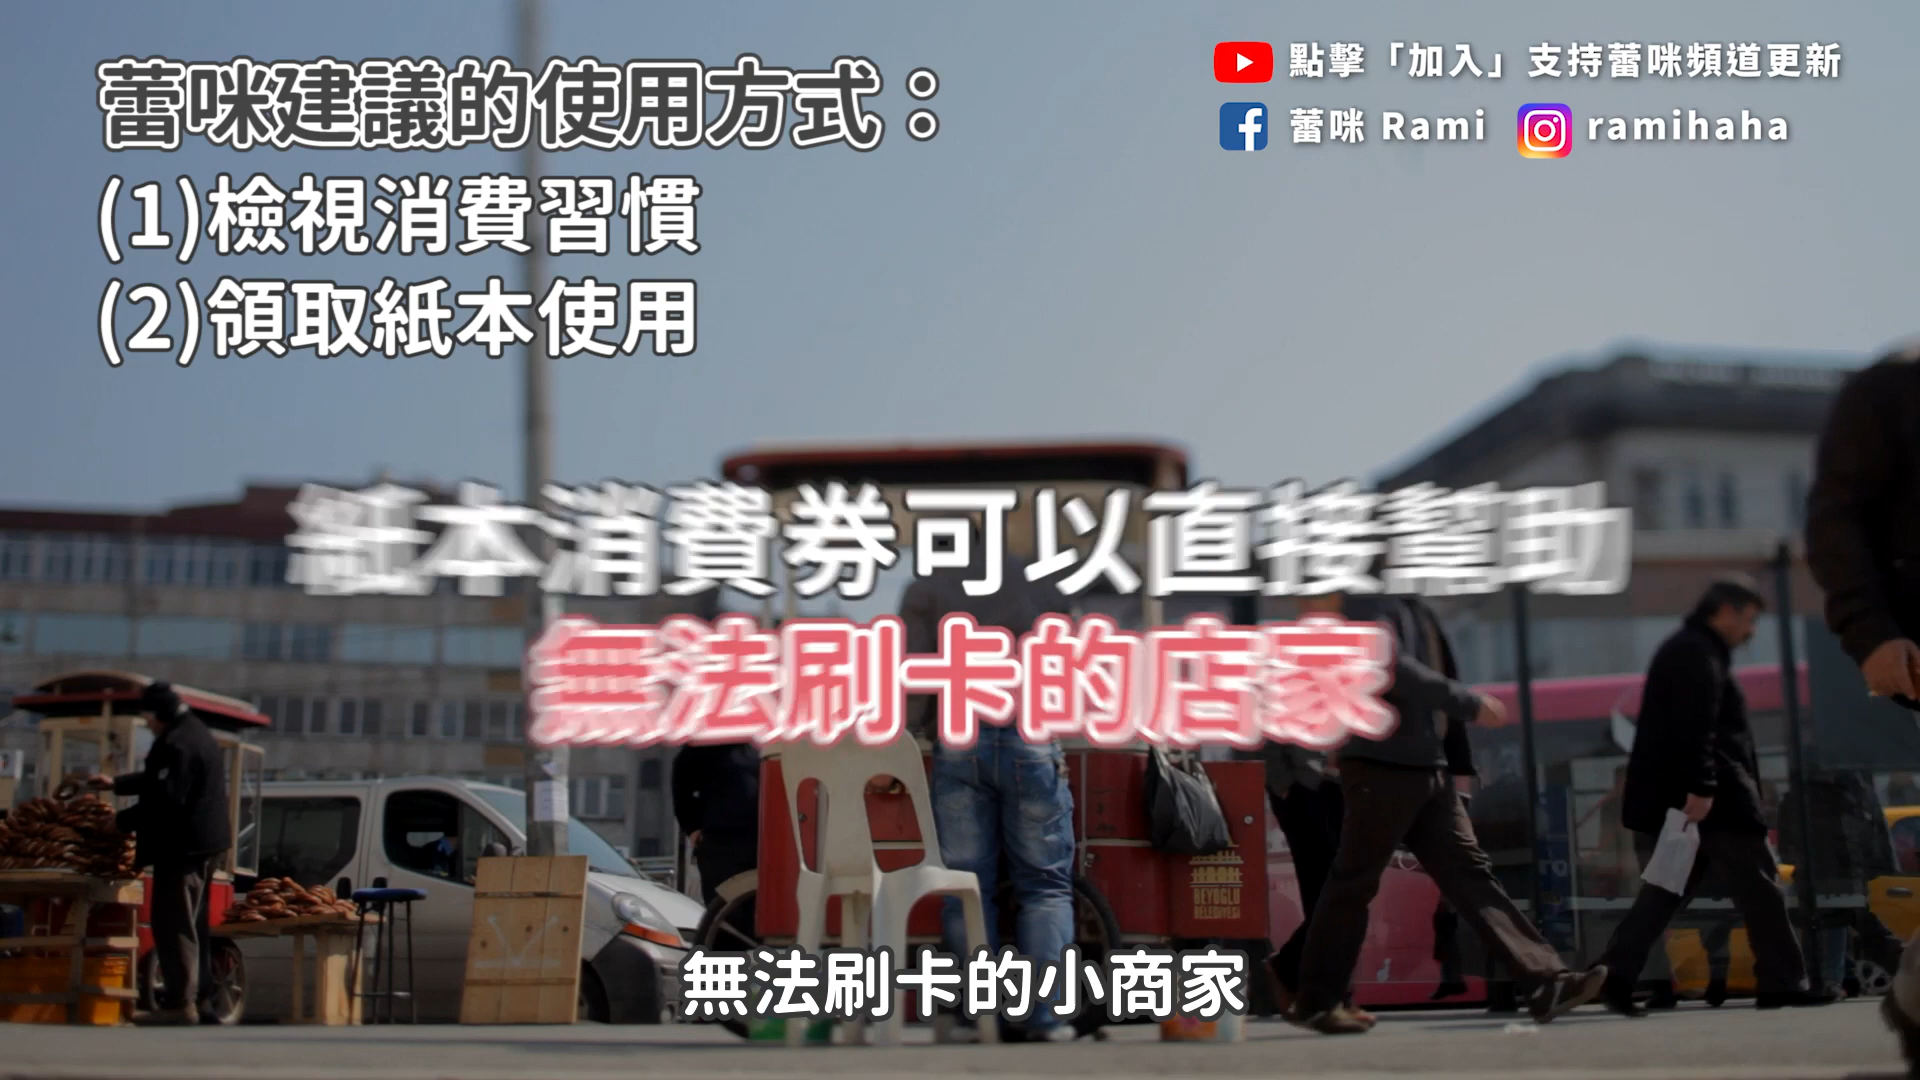 蕾咪建議的使用方式：
(1)檢視消費習慣
(2)領取紙本使用
點擊「加入」支持蕾咪頻道更新
蕾咪 Rami ramihaha
紙本消費券可以直接幫助
無法刷卡的店家
BEYOĞLU
BELEDİYESİ
無法刷卡的小商家